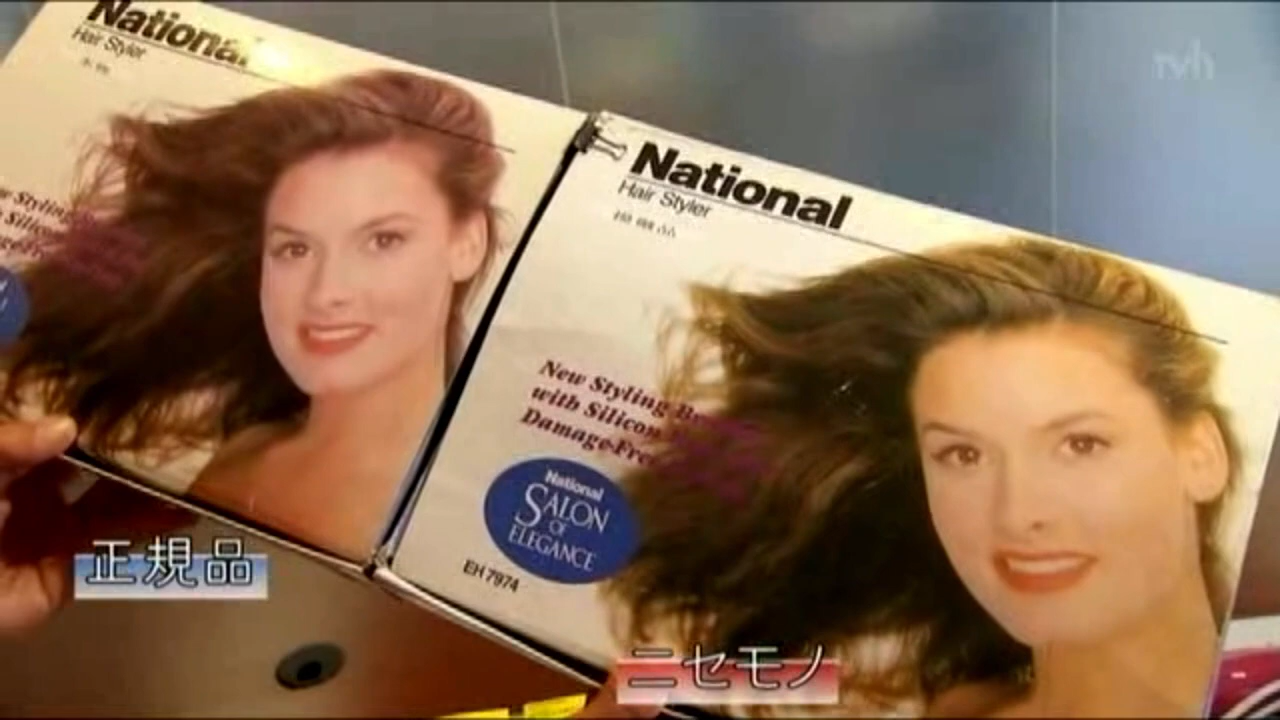 National
Hair Styler
National
Hair Styler
New Styling
with Silicon
Damage-Free
National
SALON
OF
ELEGANCE
EH 7974
正規品
ニセモノ
tvh